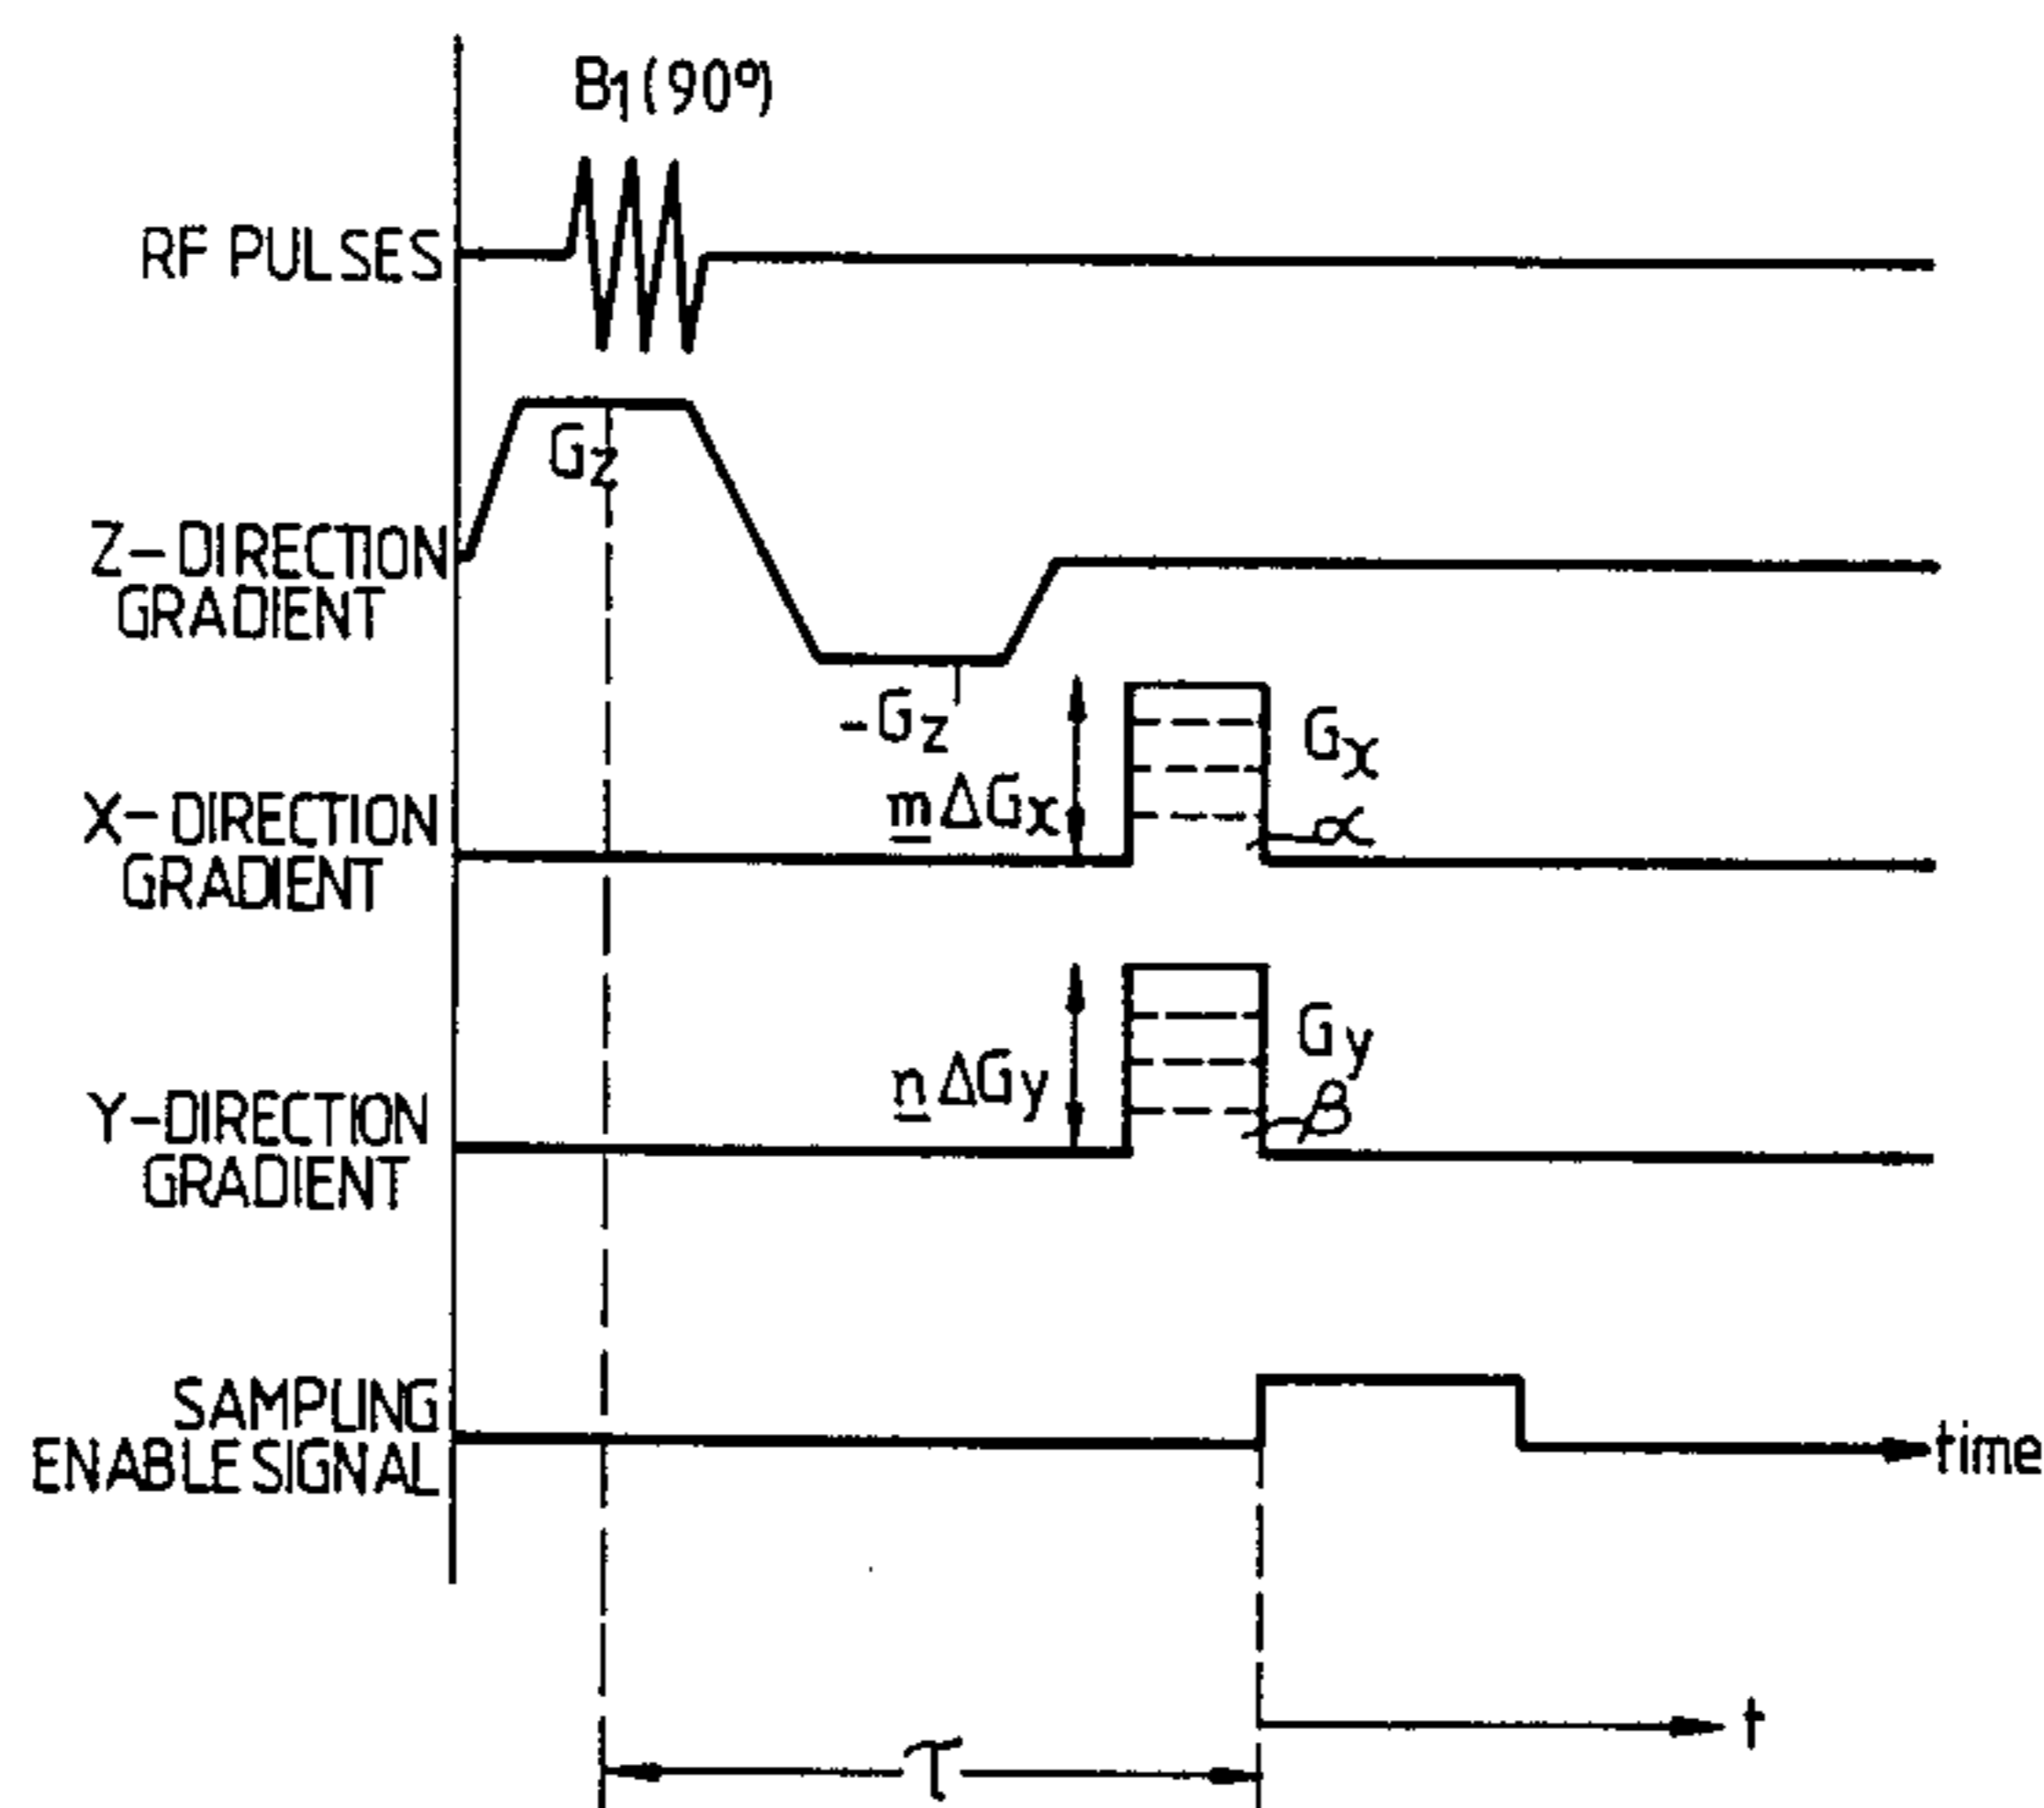 B1(90°)
RF PULSES
Gz
Z-DIRECTION
GRADIENT
-Gz
Gx
mΔGx
α
X-DIRECTION
GRADIENT
Gy
nΔGy
β
Y-DIRECTION
GRADIENT
SAMPLING
ENABLE SIGNAL
time
t
τ